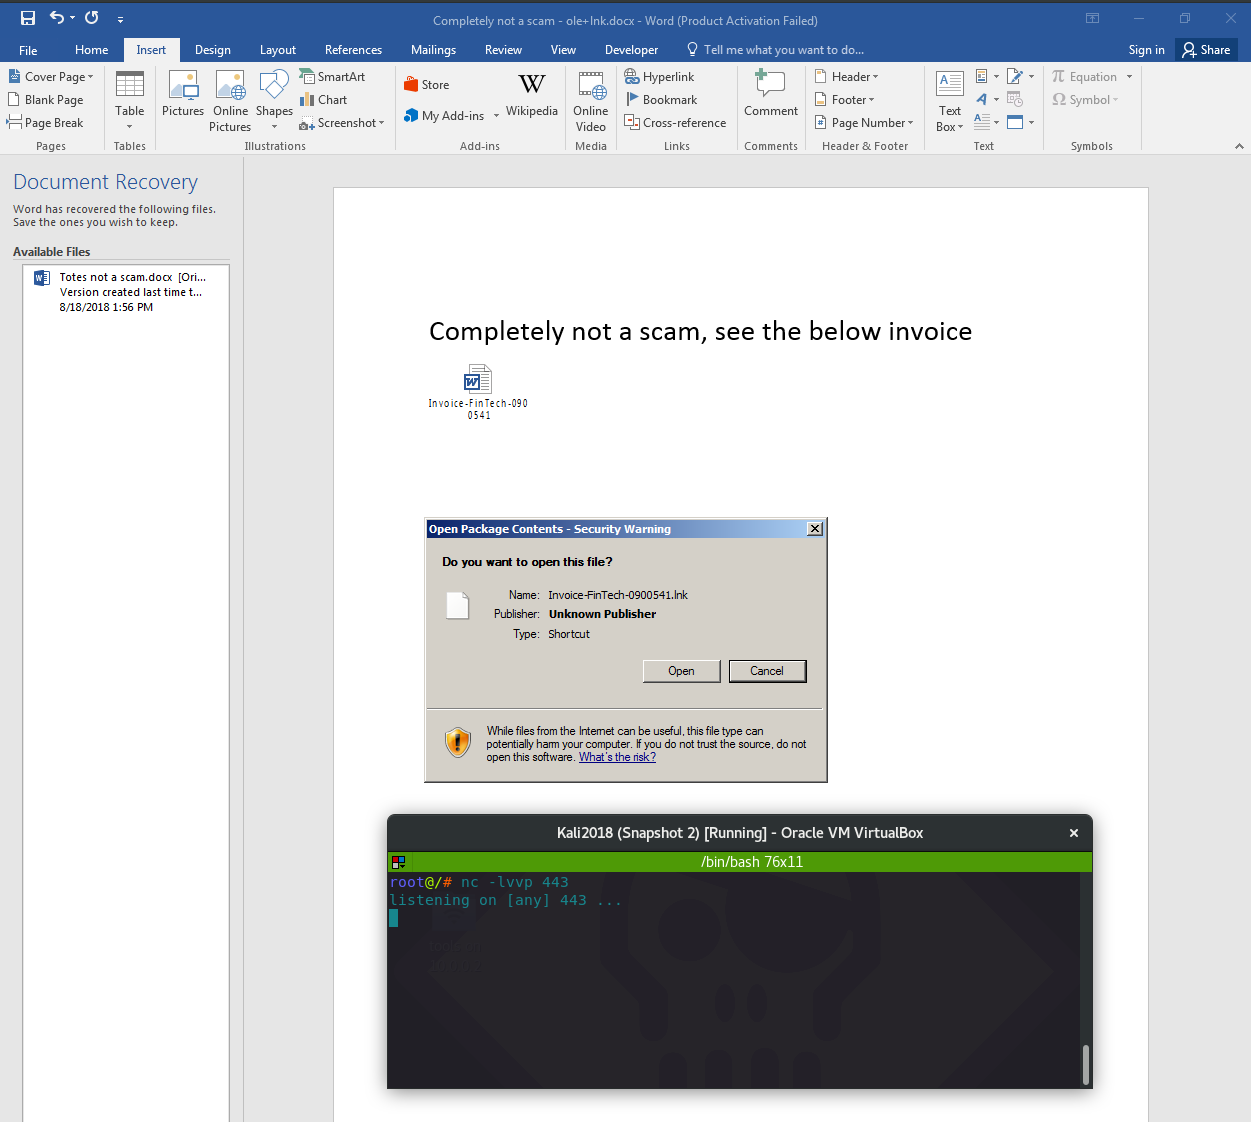 Completely not a scam - ole+lnk.docx - Word (Product Activation Failed)
File Home Insert Design Layout References Mailings Review View Developer Tell me what you want to do... Sign in Share
Cover Page
Blank Page
Page Break
Pages
Table
Tables
Pictures
Online Pictures
Shapes
SmartArt
Chart
Screenshot
Illustrations
Store
My Add-ins
Wikipedia
Add-ins
Online Video
Media
Hyperlink
Bookmark
Cross-reference
Links
Comment
Comments
Header
Footer
Page Number
Header & Footer
Text Box
Text
Equation
Symbol
Symbols
Document Recovery
Word has recovered the following files.
Save the ones you wish to keep.
Available Files
Totes not a scam.docx [Ori...
Version created last time t...
8/18/2018 1:56 PM
Completely not a scam, see the below invoice
Invoice-FinTech-090
0541
Open Package Contents - Security Warning
Do you want to open this file?
Name: Invoice-FinTech-0900541.lnk
Publisher: Unknown Publisher
Type: Shortcut
Open Cancel
While files from the Internet can be useful, this file type can
potentially harm your computer. If you do not trust the source, do not
open this software. What's the risk?
Kali2018 (Snapshot 2) [Running] - Oracle VM VirtualBox
/bin/bash 76x11
root@/# nc -lvvp 443
listening on [any] 443 ...